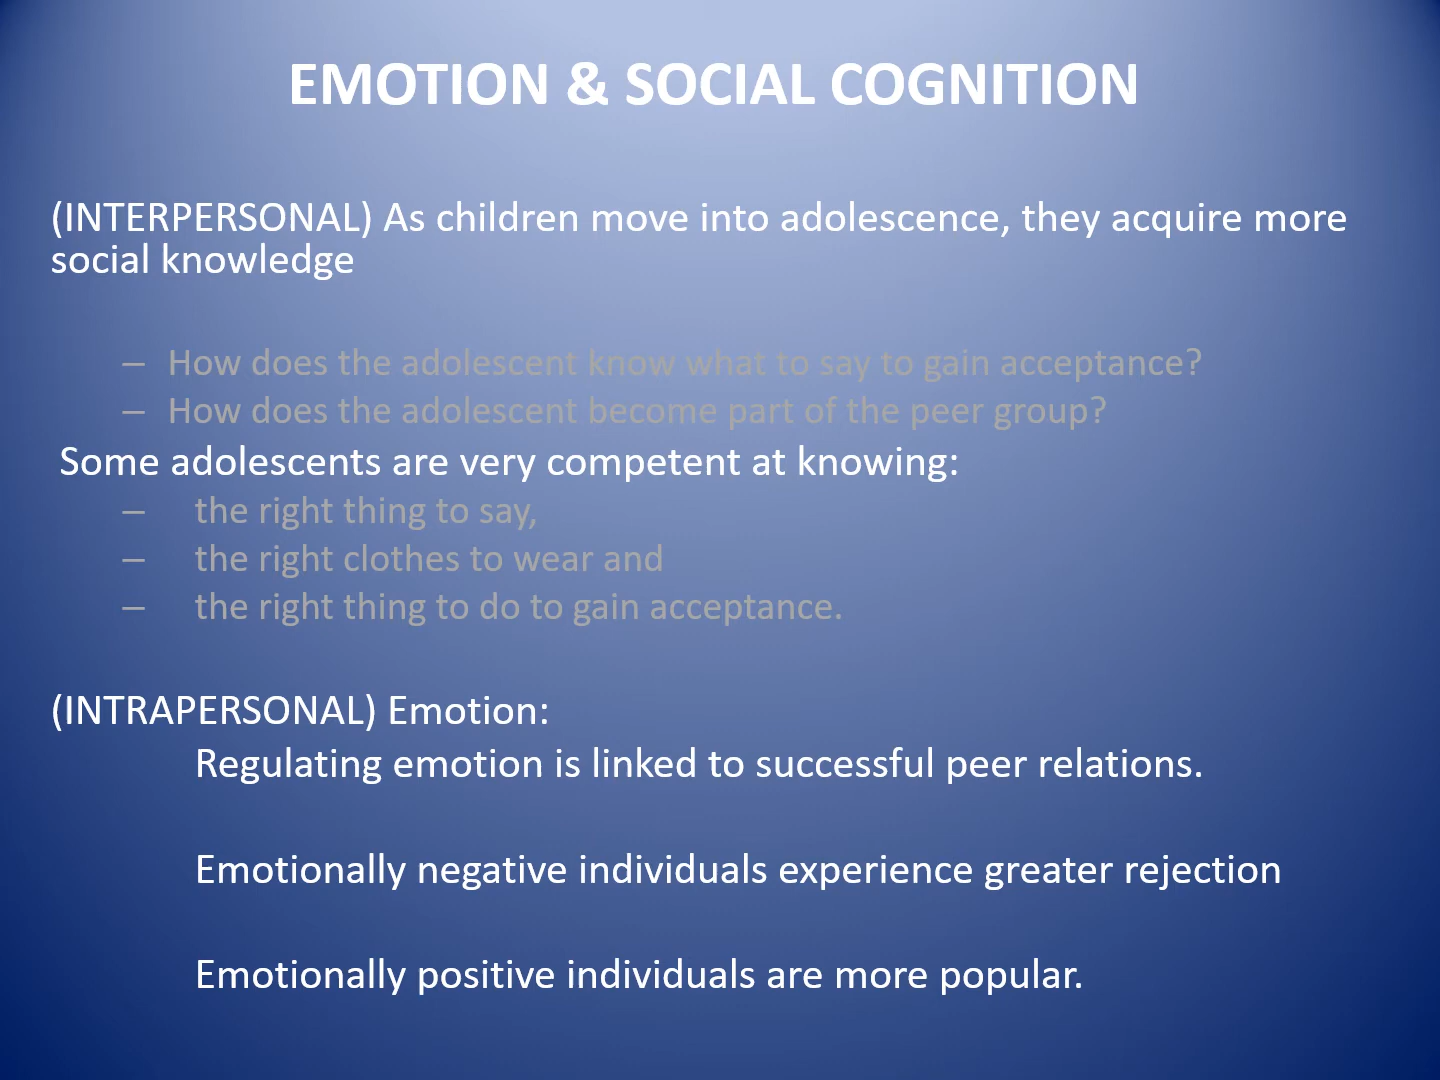 EMOTION & SOCIAL COGNITION
(INTERPERSONAL) As children move into adolescence, they acquire more
social knowledge
– How does the adolescent know what to say to gain acceptance?
– How does the adolescent become part of the peer group?
Some adolescents are very competent at knowing:
– the right thing to say,
– the right clothes to wear and
– the right thing to do to gain acceptance.
(INTRAPERSONAL) Emotion:
Regulating emotion is linked to successful peer relations.
Emotionally negative individuals experience greater rejection
Emotionally positive individuals are more popular.